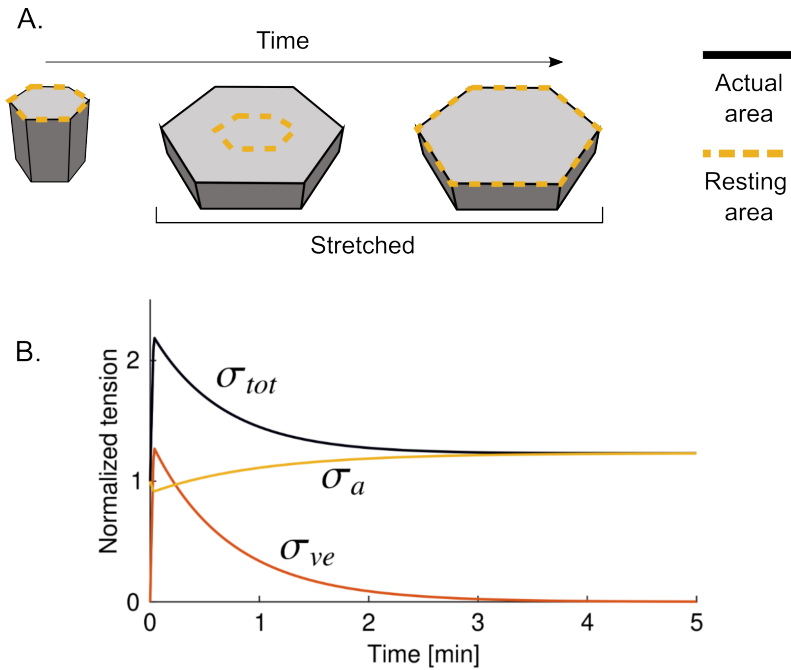 A.
Time
Actual
area
Resting
area
Stretched
B.
Normalized tension
2
1
0
σtot
σa
σve
0 1 2 3 4 5
Time [min]